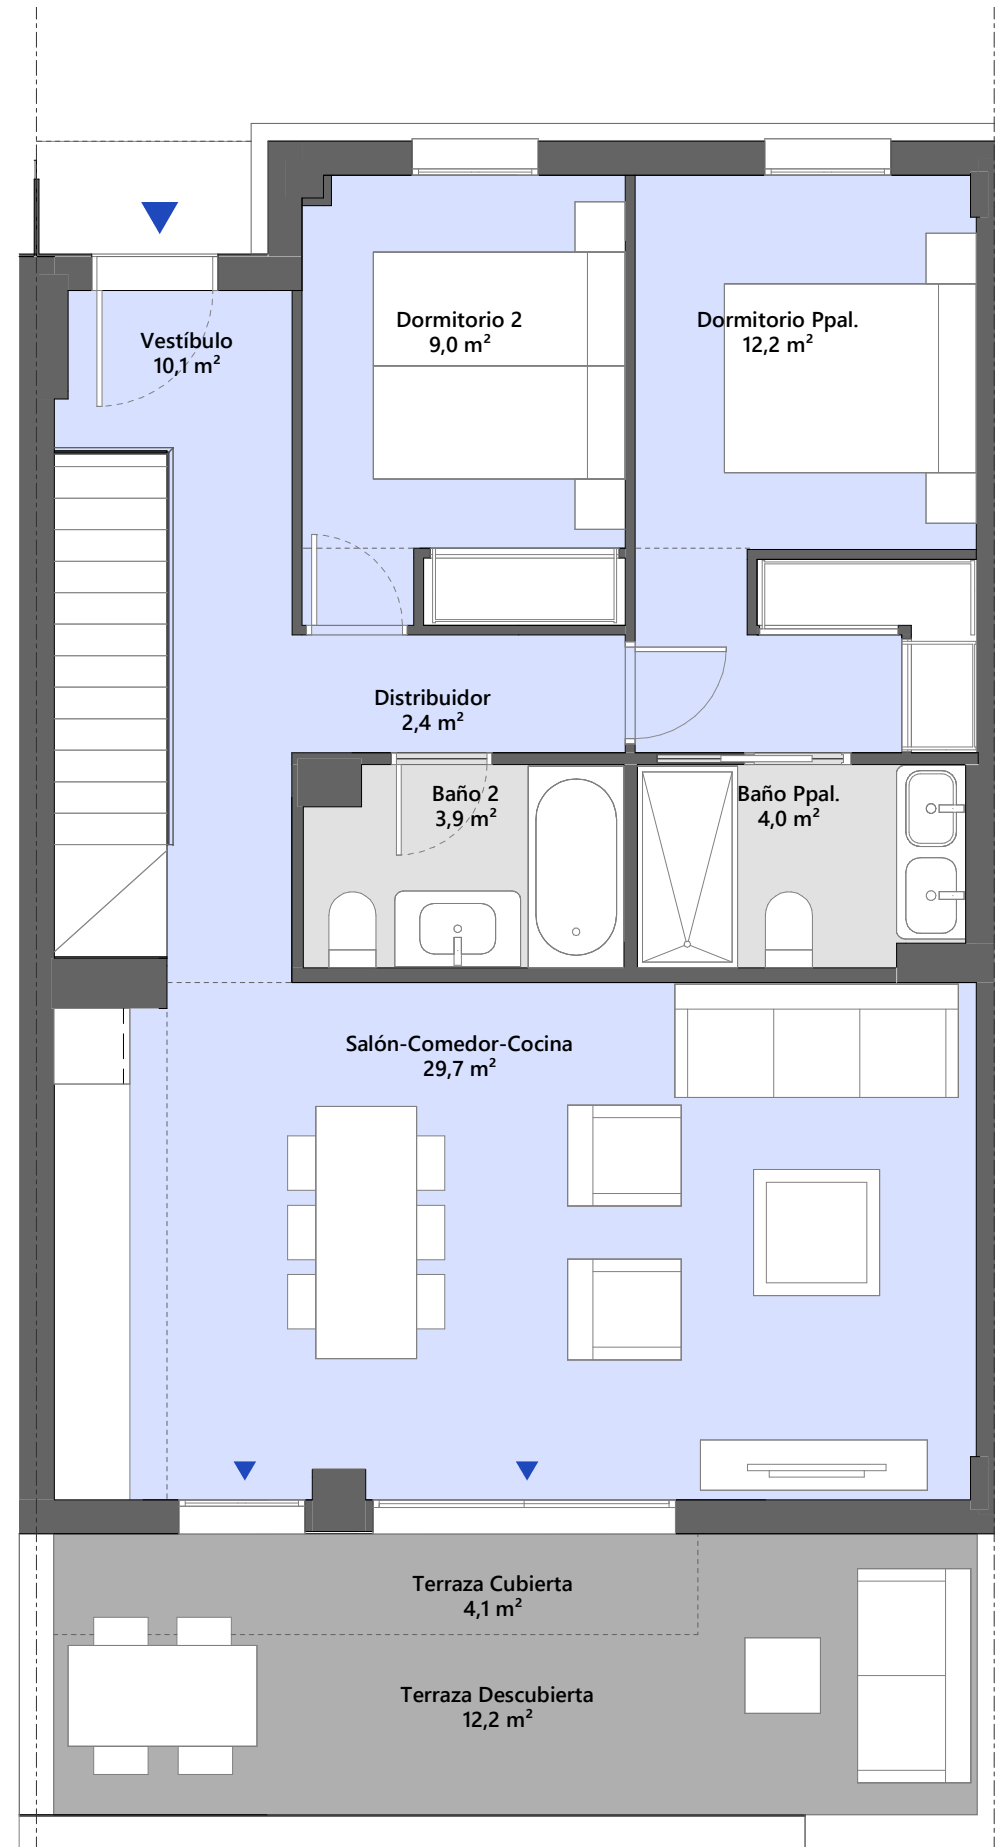 Dormitorio 2
9,0 m²
Dormitorio Ppal.
12,2 m²
Vestíbulo
10,1 m²
Distribuidor
2,4 m²
Baño 2
3,9 m²
Baño Ppal.
4,0 m²
Salón-Comedor-Cocina
29,7 m²
Terraza Cubierta
4,1 m²
Terraza Descubierta
12,2 m²